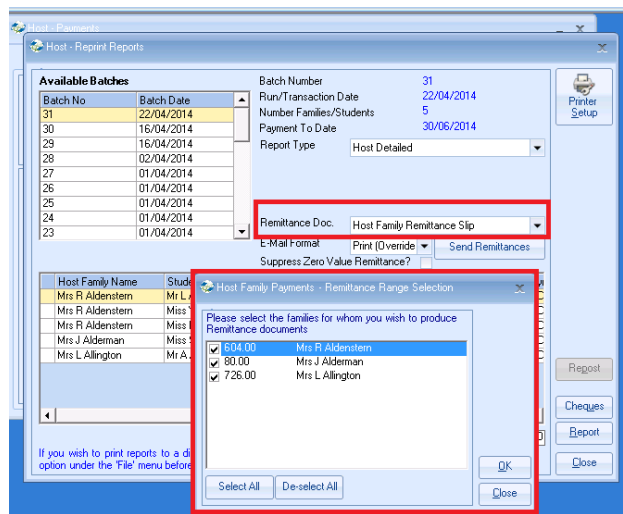 Host - Payments
Host - Reprint Reports
Available Batches
Batch No Batch Date
31 22/04/2014
30 16/04/2014
29 16/04/2014
28 02/04/2014
27 01/04/2014
26 01/04/2014
25 01/04/2014
24 01/04/2014
23 01/04/2014
Batch Number 31
Run/Transaction Date 22/04/2014
Number Families/Students 5
Payment To Date 30/06/2014
Report Type Host Detailed
Remittance Doc. Host Family Remittance Slip
E-Mail Format Print (Override Send Remittances
Suppress Zero Value Remittance?
Printer
Setup
Host Family Name Stude
Mrs R Aldenstern Mr L
Mrs R Aldenstern Miss
Mrs R Aldenstern Miss
Mrs J Alderman Miss
Mrs L Allington Mr A
If you wish to print reports to a di
option under the 'File' menu before
Host Family Payments - Remittance Range Selection
Please select the families for whom you wish to produce
Remittance documents
604.00 Mrs R Aldenstern
80.00 Mrs J Alderman
726.00 Mrs L Allington
Select All De-select All
OK
Close
Repost
Cheques
Report
Close